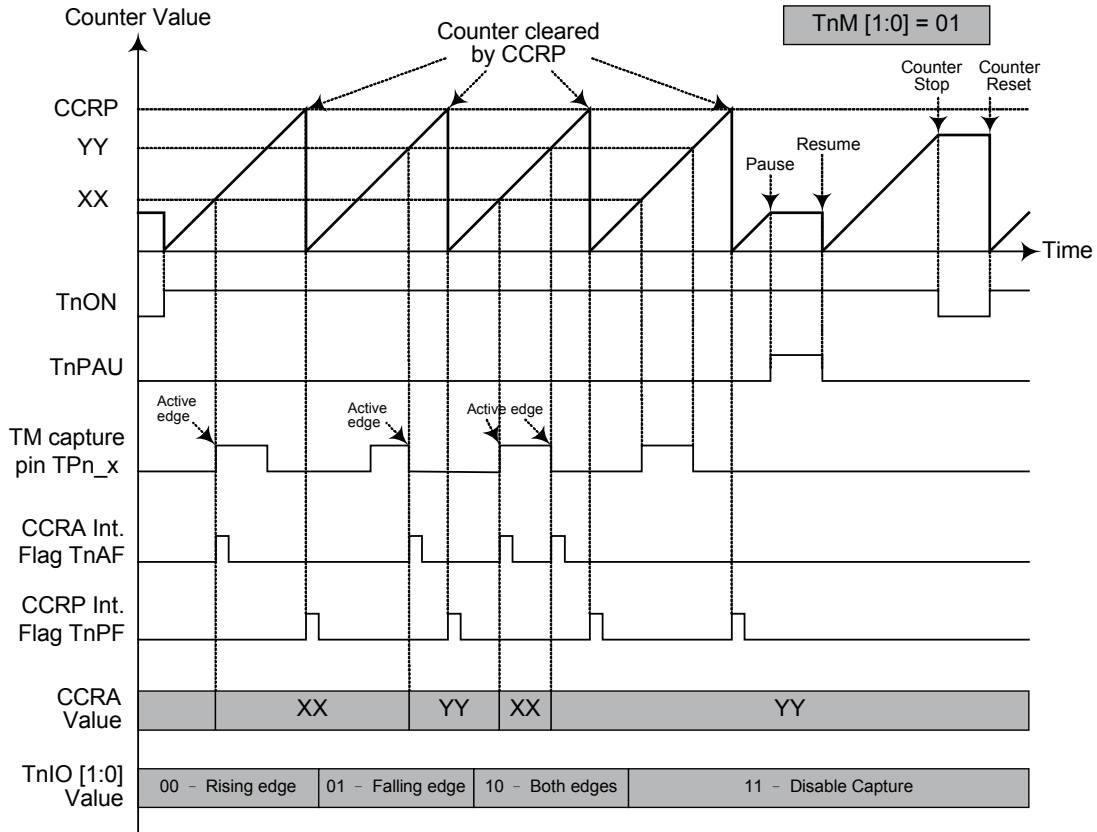 Counter Value
TnM [1:0] = 01
Counter cleared
by CCRP
Counter
Stop
Counter
Reset
CCRP
YY
XX
Pause
Resume
Time
TnON
TnPAU
Active
edge
Active
edge
Active edge
TM capture
pin TPn_x
CCRA Int.
Flag TnAF
CCRP Int.
Flag TnPF
CCRA
Value
XX
YY
XX
YY
TnIO [1:0]
Value
00 – Rising edge
01 – Falling edge
10 – Both edges
11 – Disable Capture